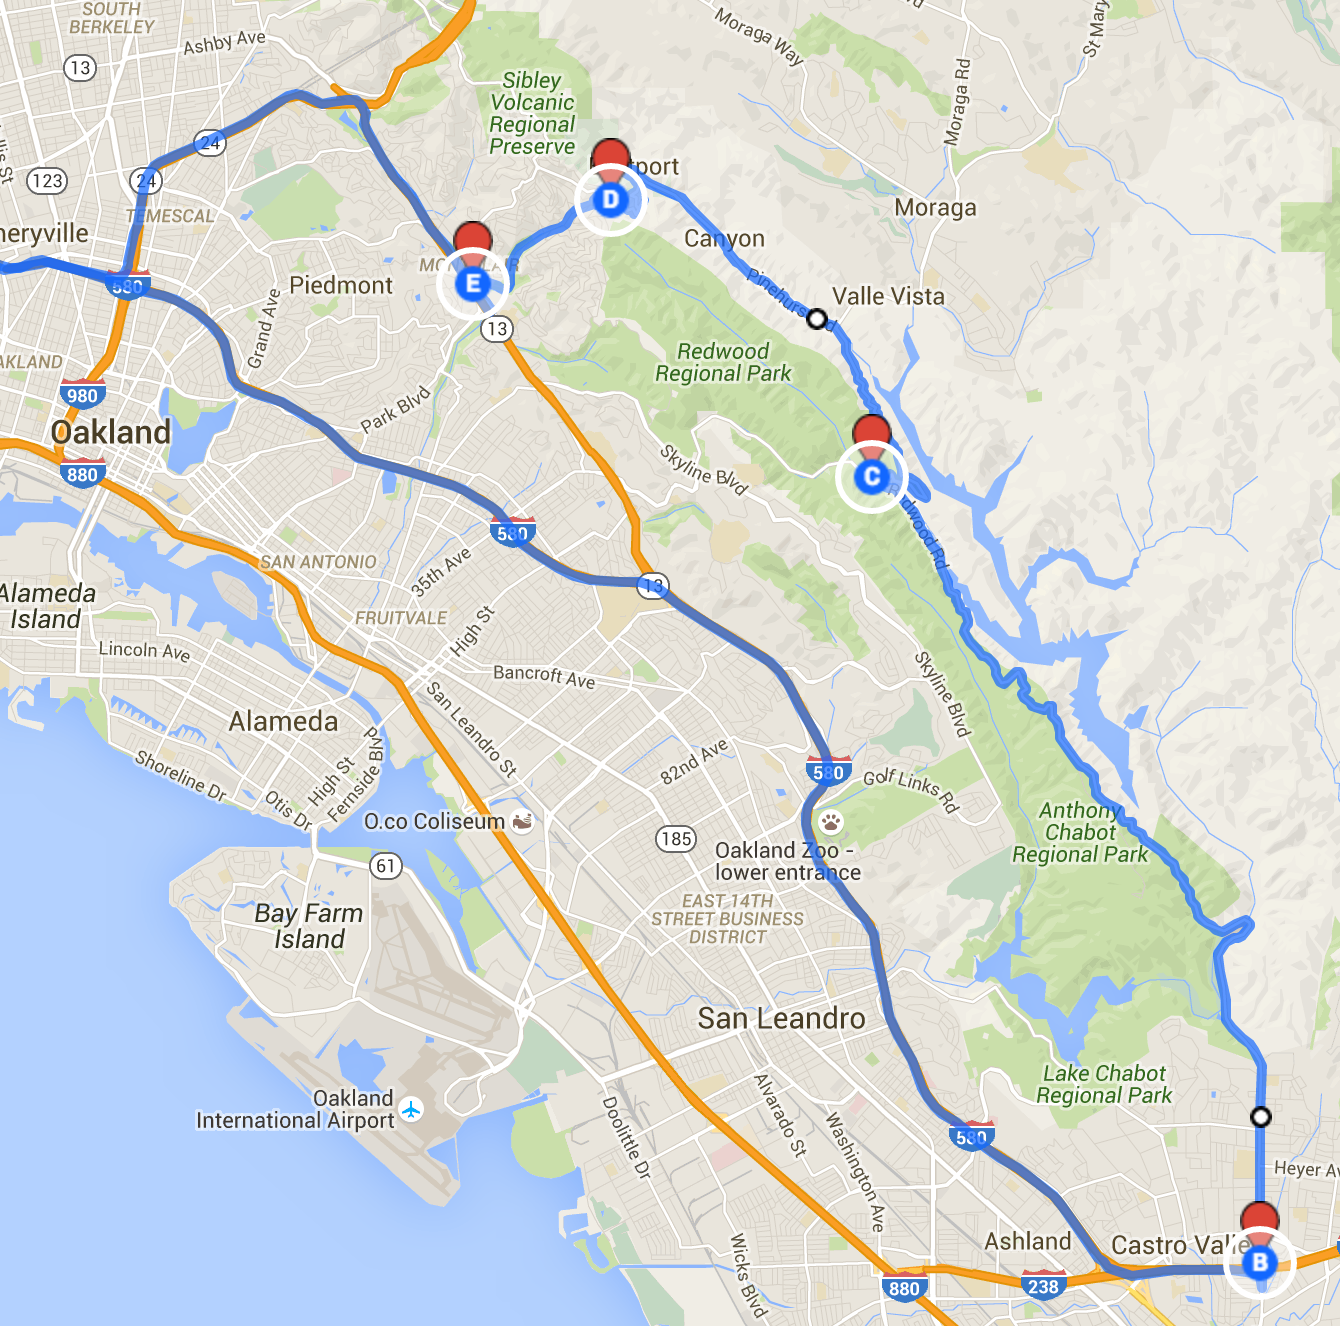 SOUTH
BERKELEY
Ashby Ave
13
Moraga Way
Moraga Rd
St Mary
Sibley
Volcanic
Regional
Preserve
24
24
123
TEMESCAL
eryville
580
Piedmont
Grand Ave
MON
AIR
E
D
port
13
Canyon
Moraga
Pinehurst Rd
Valle Vista
Redwood
Regional Park
AKLAND
980
Oakland
880
Park Blvd
Skyline Blvd
C
Redwood Rd
580
SAN ANTONIO
35th Ave
13
Alameda
Island
Lincoln Ave
FRUITVALE
High St
Bancroft Ave
San Leandro St
Skyline Blvd
Alameda
Shoreline Dr
High St
Fernside Blvd
Otis Dr
82nd Ave
580
Golf Links Rd
O.co Coliseum
185
Oakland Zoo -
lower entrance
61
Anthony
Chabot
Regional Park
EAST 14TH
STREET BUSINESS
DISTRICT
Bay Farm
Island
San Leandro
Oakland
International Airport
Lake Chabot
Regional Park
Doolittle Dr
Alvarado St
Washington Ave
580
Heyer Av
Wicks Blvd
Ashland
Castro Valle
B
880
238